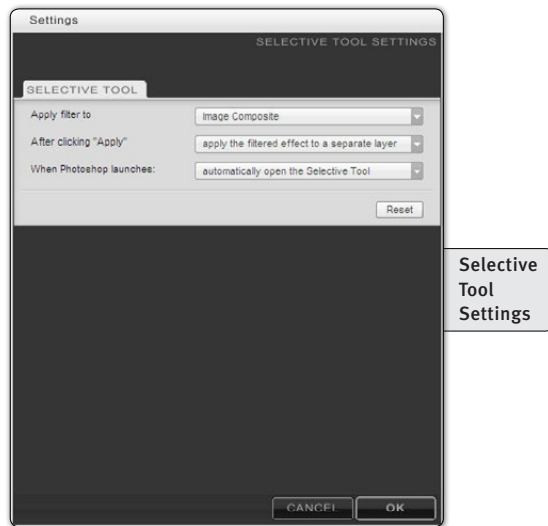 Settings
SELECTIVE TOOL SETTINGS
SELECTIVE TOOL
Apply filter to
Image Composite
After clicking "Apply"
apply the filtered effect to a separate layer
When Photoshop launches:
automatically open the Selective Tool
Reset
Selective
Tool
Settings
CANCEL
OK